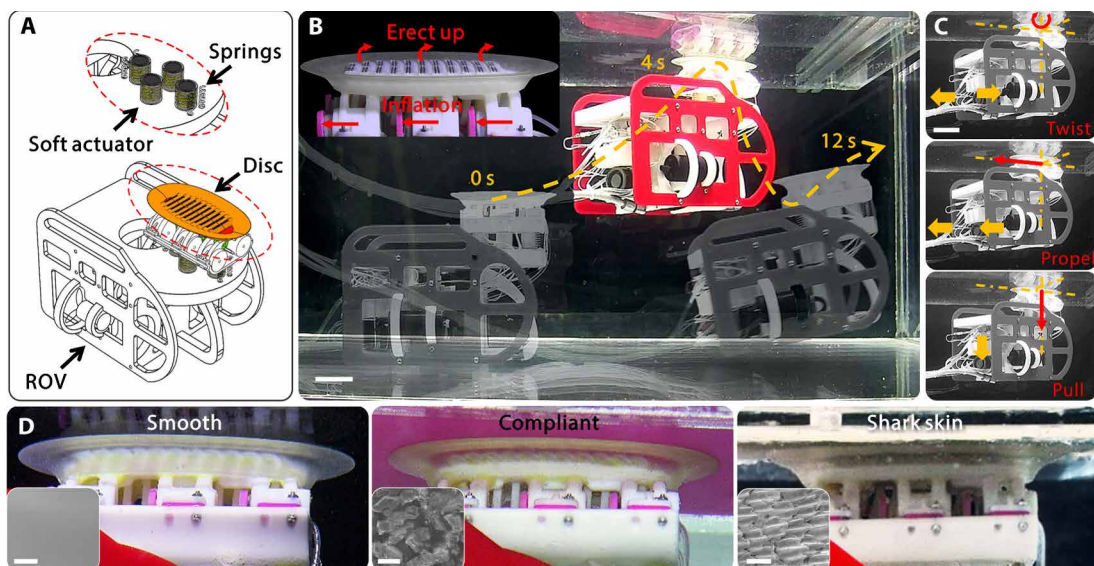 A
Springs
Soft actuator
Disc
ROV
B
Erect up
Inflation
0 s
4 s
12 s
C
Twist
Propel
Pull
D
Smooth
Compliant
Shark skin